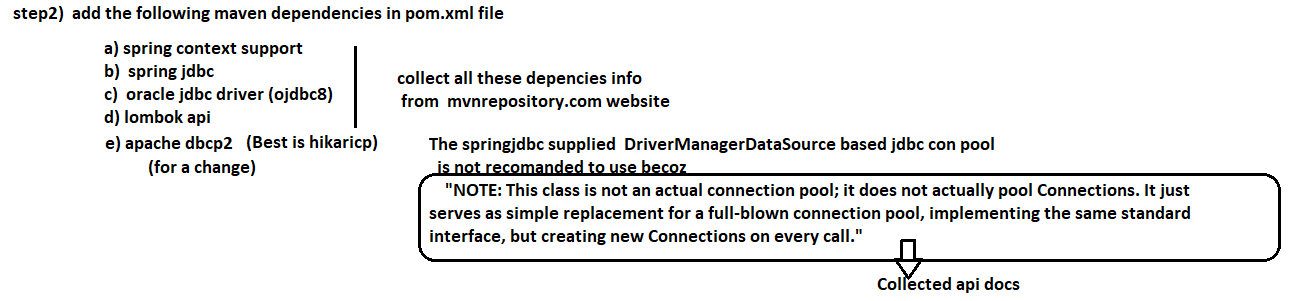 step2) add the following maven dependencies in pom.xml file
a) spring context support
b) spring jdbc
c) oracle jdbc driver (ojdbc8)
d) lombok api
e) apache dbcp2 (Best is hikaricp)
(for a change)
collect all these depencies info
from mvnrepository.com website
The springjdbc supplied DriverManagerDataSource based jdbc con pool
is not recomanded to use becoz
"NOTE: This class is not an actual connection pool; it does not actually pool Connections. It just
serves as simple replacement for a full-blown connection pool, implementing the same standard
interface, but creating new Connections on every call."
Collected api docs